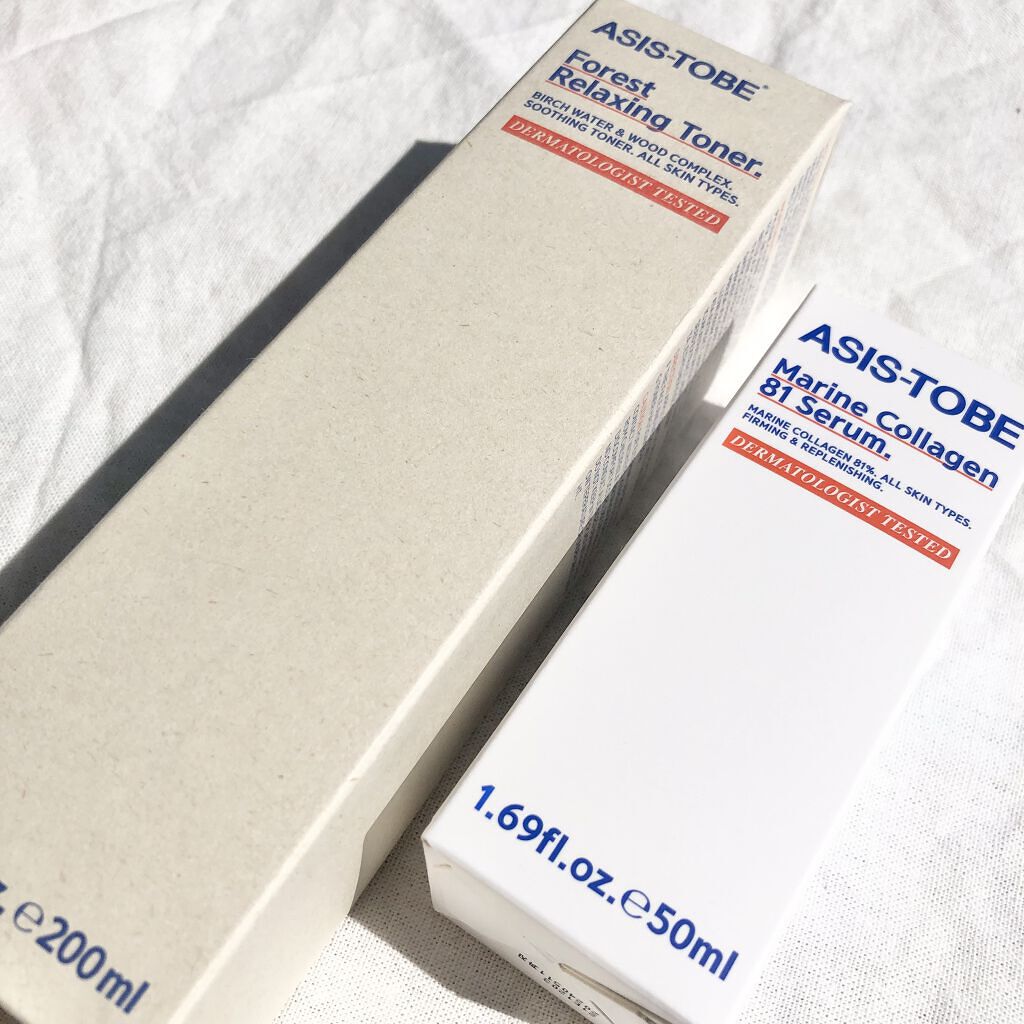 ASIS-TOBE®
Forest
Relaxing Toner.
BIRCH WATER & WOOD COMPLEX.
SOOTHING TONER. ALL SKIN TYPES.
DERMATOLOGIST TESTED
℮200ml
ASIS-TOBE
Marine Collagen
81 Serum.
MARINE COLLAGEN 81%. ALL SKIN TYPES.
FIRMING & REPLENISHING.
DERMATOLOGIST TESTED
1.69fl.oz.℮50ml